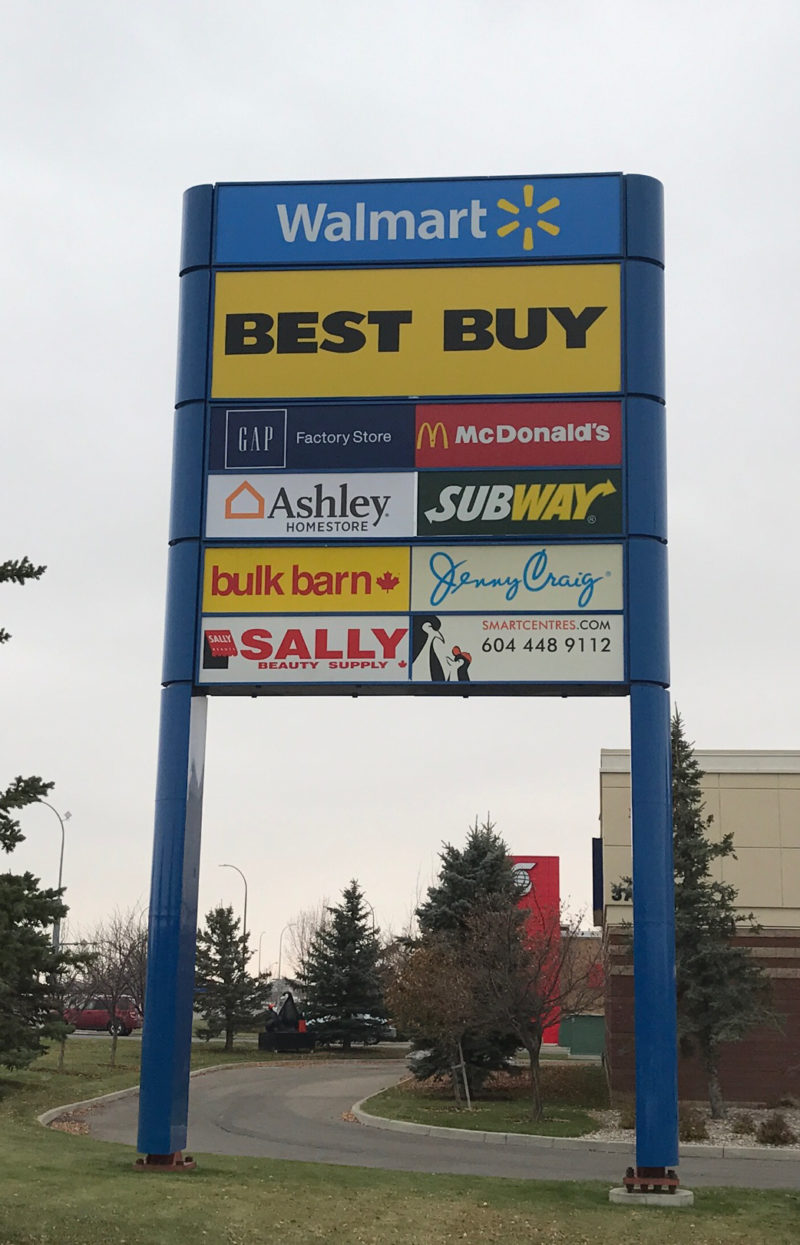 Walmart
BEST BUY
GAP Factory Store
McDonald's
Ashley
HOMESTORE
SUBWAY®
bulk barn
Jenny Craig®
SALLY
BEAUTY
SALLY
BEAUTY SUPPLY
SMARTCENTRES.COM
604 448 9112